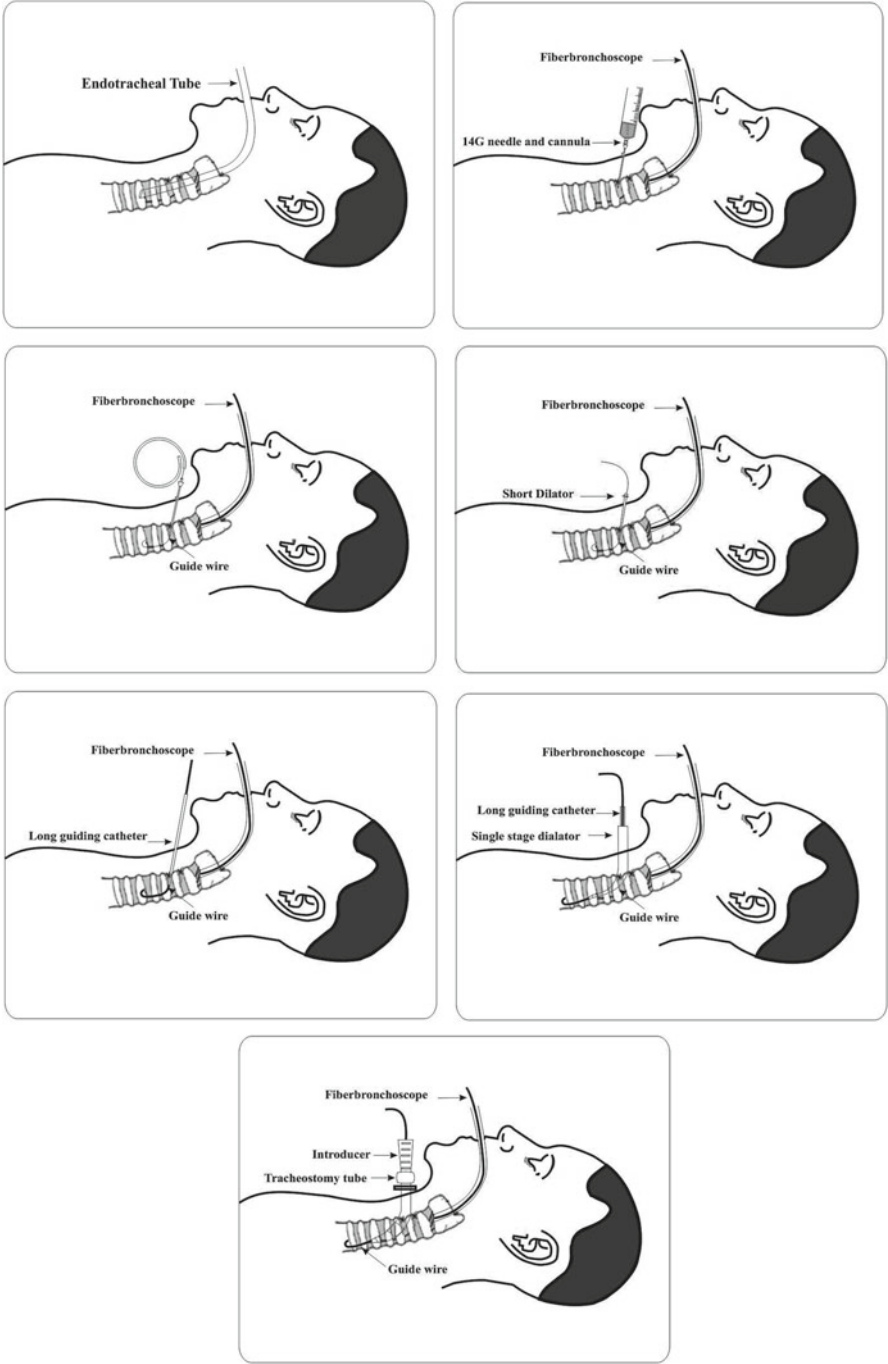 Endotracheal Tube
Fiberbronchoscope
14G needle and cannula
Fiberbronchoscope
Guide wire
Fiberbronchoscope
Short Dilator
Guide wire
Fiberbronchoscope
Long guiding catheter
Guide wire
Fiberbronchoscope
Long guiding catheter
Single stage dialator
Guide wire
Fiberbronchoscope
Introducer
Tracheostomy tube
Guide wire